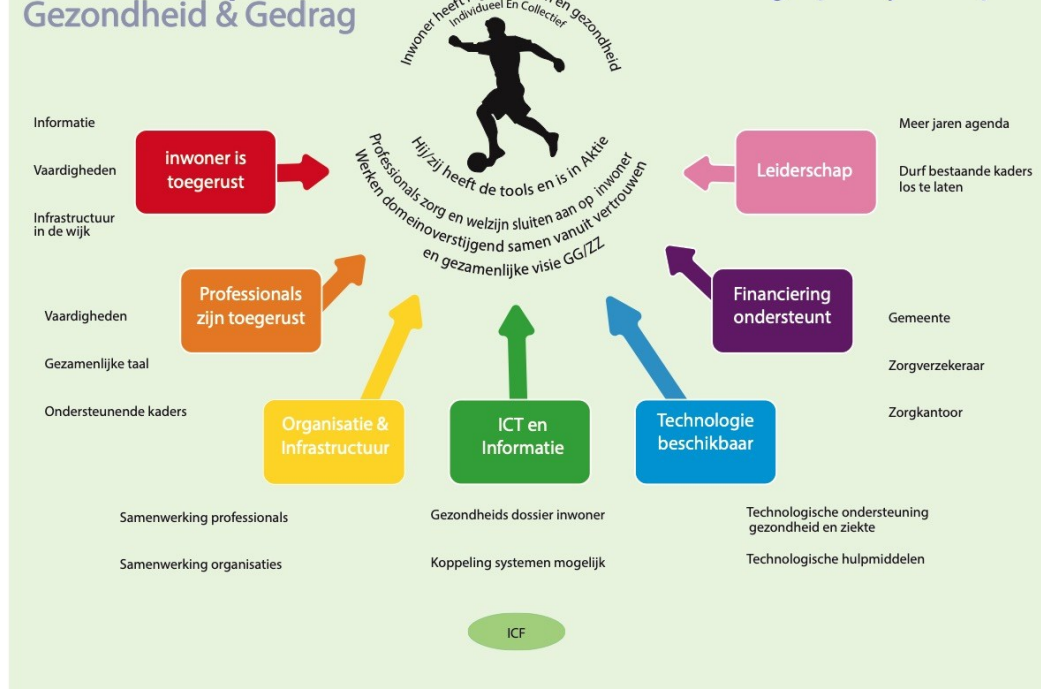 Gezondheid & Gedrag
Inwoner heeft
en gezondheid
Individueel En Collectief
Hij/zij heeft de tools en is in Aktie
Professionals zorg en welzijn sluiten aan op inwoner
Werken domeinoverstijgend samen vanuit vertrouwen
en gezamenlijke visie GG/ZZ
Informatie
Vaardigheden
Infrastructuur
in de wijk
inwoner is
toegerust
Leiderschap
Meer jaren agenda
Durf bestaande kaders
los te laten
Professionals
zijn toegerust
Vaardigheden
Gezamenlijke taal
Ondersteunende kaders
Financiering
ondersteunt
Gemeente
Zorgverzekeraar
Zorgkantoor
Organisatie &
Infrastructuur
ICT en
Informatie
Technologie
beschikbaar
Samenwerking professionals
Samenwerking organisaties
Gezondheids dossier inwoner
Koppeling systemen mogelijk
Technologische ondersteuning
gezondheid en ziekte
Technologische hulpmiddelen
ICF